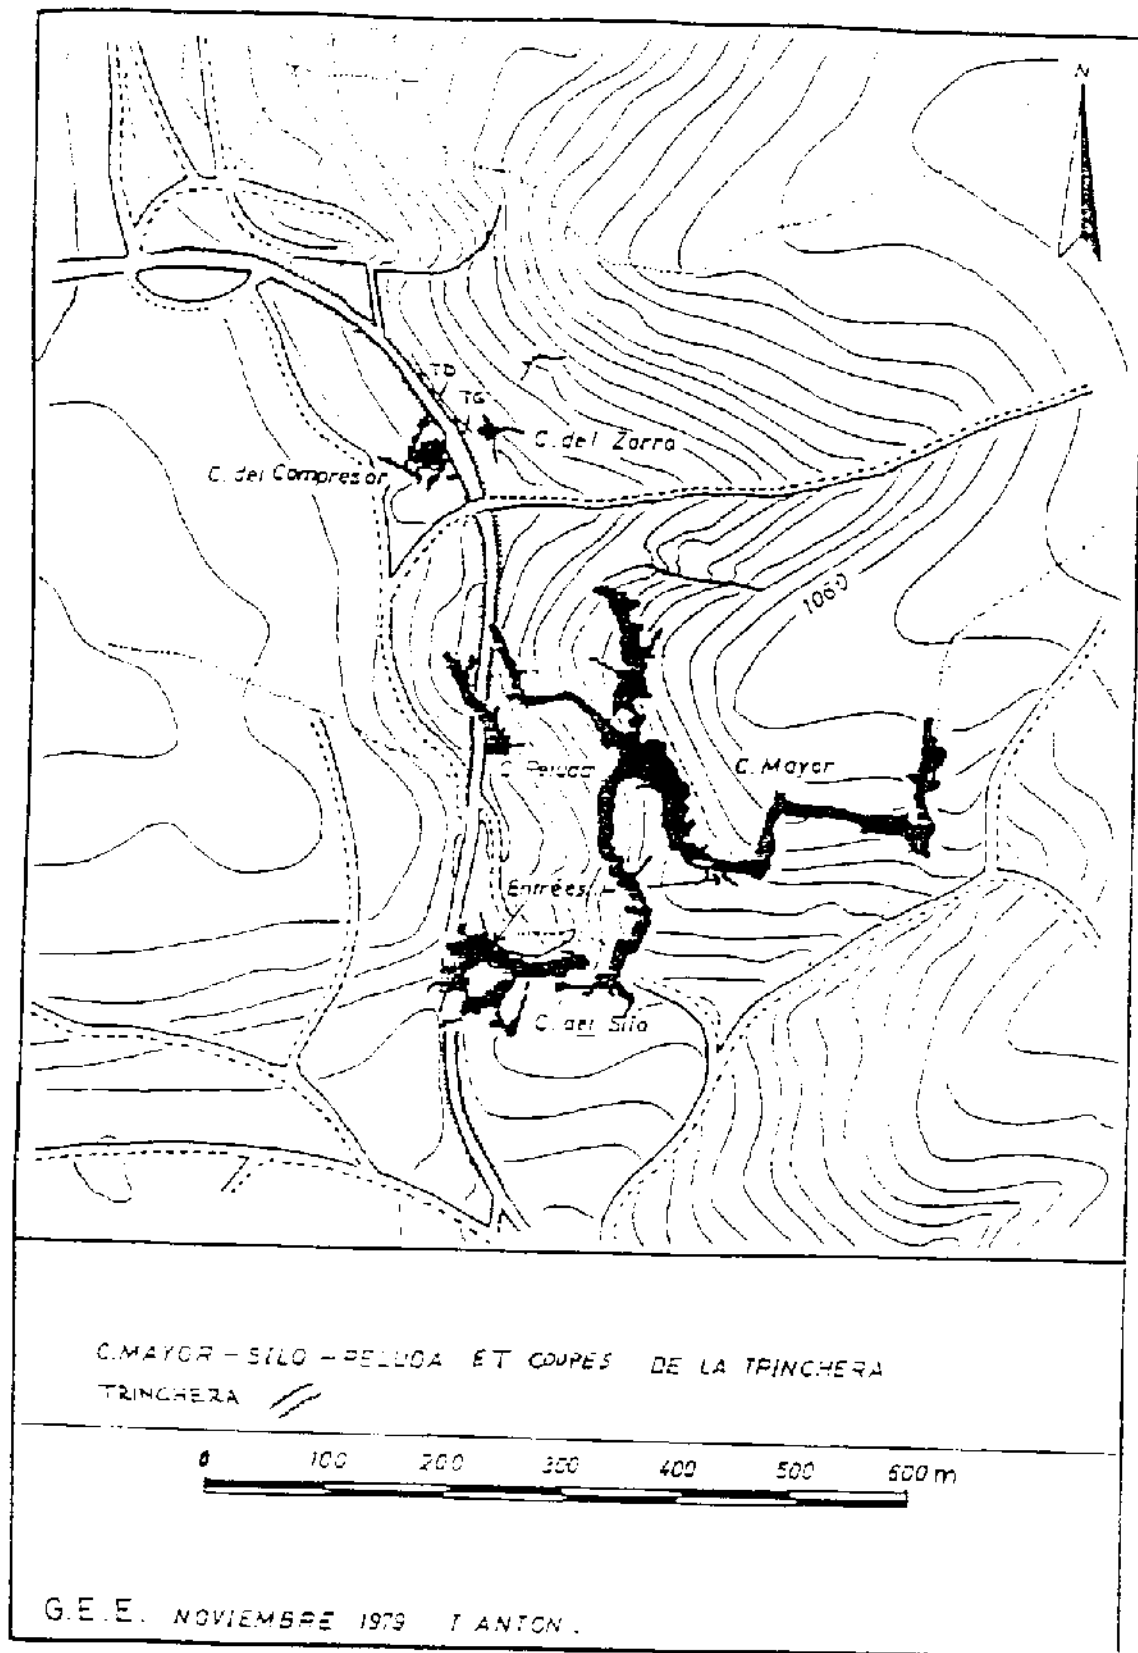 N
TD
TG
C. del Zorro
C. del Compresor
1060
C. Peluda
C. Mayor
Entrées
C. del Silo
C. MAYOR - SILO - PELUDA ET COUPES DE LA TRINCHERA
TRINCHERA
0 100 200 300 400 500 600 m
G.E.E. NOVIEMBRE 1979 T ANTON.